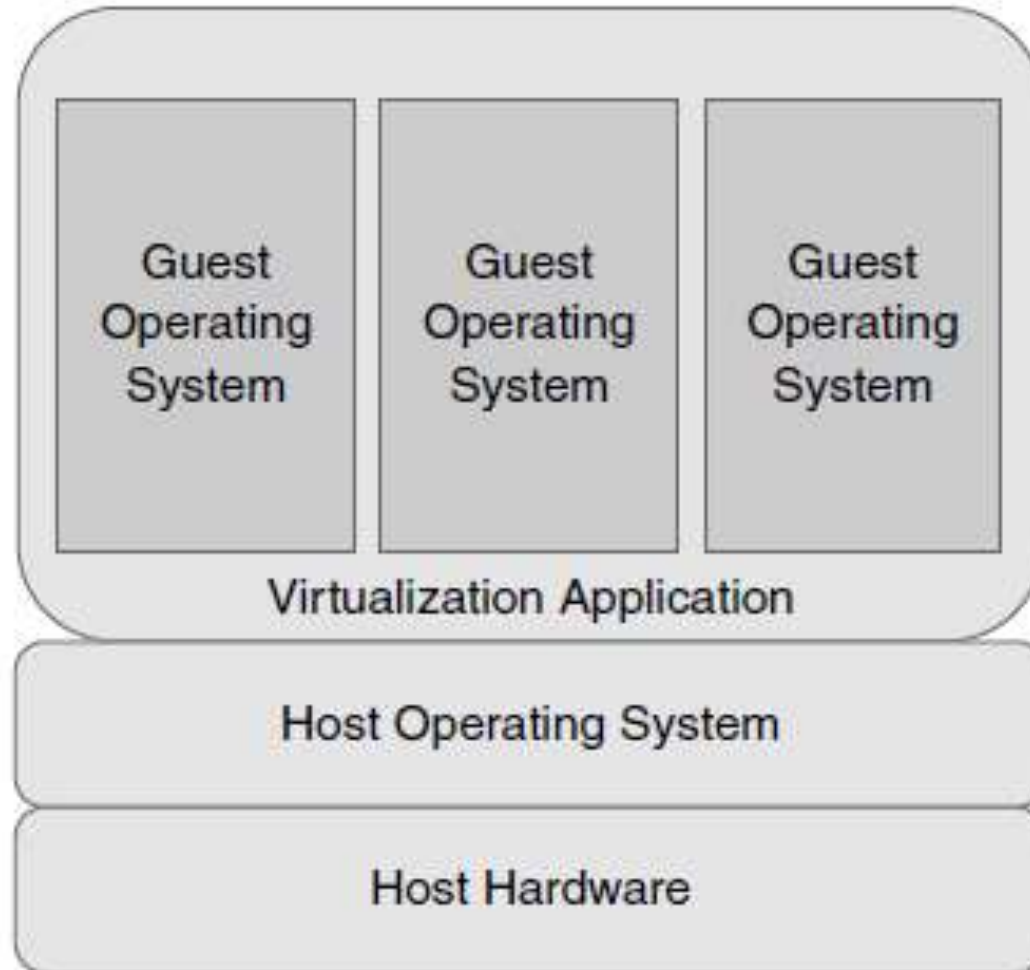 Guest
Operating
System
Guest
Operating
System
Guest
Operating
System
Virtualization Application
Host Operating System
Host Hardware